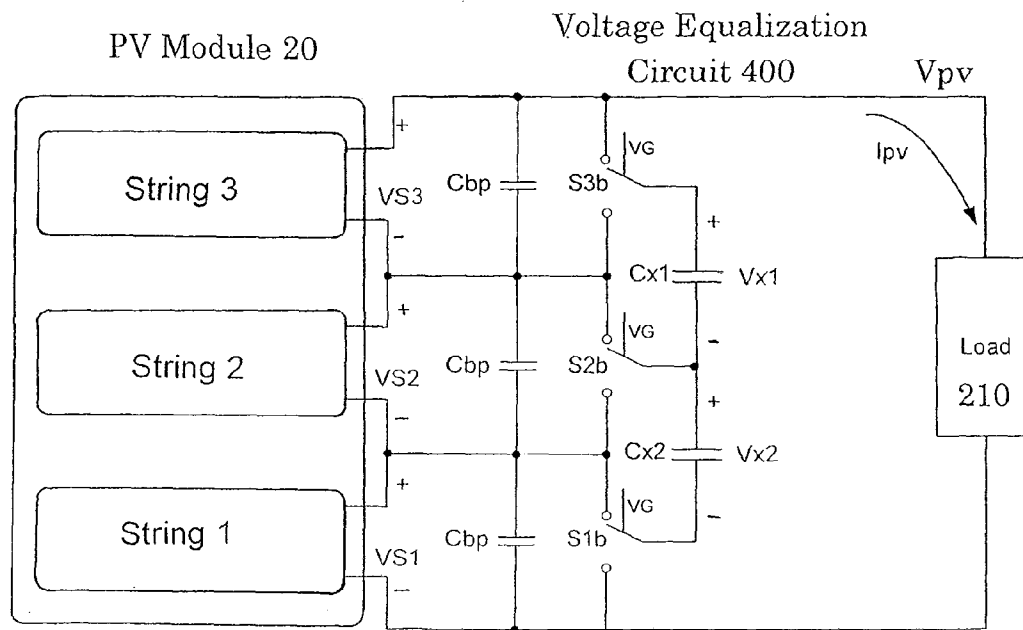 Voltage Equalization
Circuit 400
PV Module 20
Vpv
String 3
+
VS3
−
Cbp
S3b
VG
Ipv
+
Cx1
Vx1
−
String 2
+
VS2
−
Cbp
S2b
VG
+
Cx2
Vx2
−
Load
210
String 1
+
VS1
−
Cbp
S1b
VG